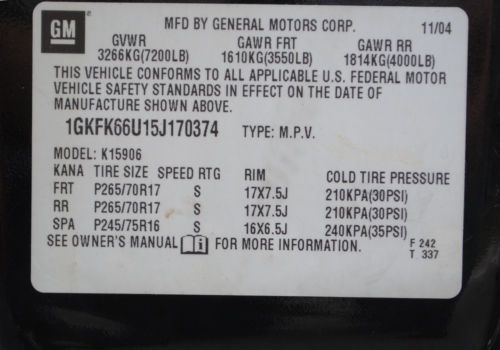 GM
MFD BY GENERAL MOTORS CORP. 11/04
GVWR GAWR FRT GAWR RR
3266KG(7200LB) 1610KG(3550LB) 1814KG(4000LB)
THIS VEHICLE CONFORMS TO ALL APPLICABLE U.S. FEDERAL MOTOR
VEHICLE SAFETY STANDARDS IN EFFECT ON THE DATE OF
MANUFACTURE SHOWN ABOVE.
1GKFK66U15J170374 TYPE: M.P.V.
MODEL: K15906
KANA TIRE SIZE SPEED RTG RIM COLD TIRE PRESSURE
FRT P265/70R17 S 17X7.5J 210KPA(30PSI)
RR P265/70R17 S 17X7.5J 210KPA(30PSI)
SPA P245/75R16 S 16X6.5J 240KPA(35PSI)
SEE OWNER'S MANUAL i FOR MORE INFORMATION. F 242
T 337